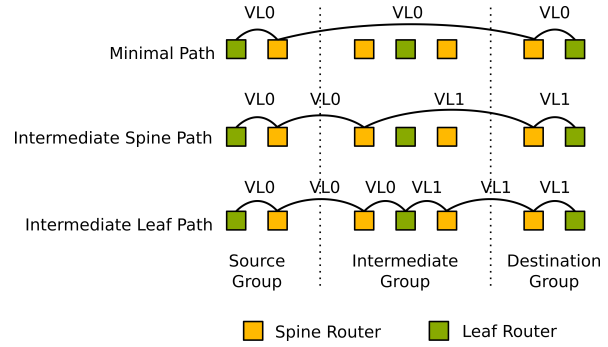 VL0 VL0 VL0
Minimal Path
VL0 VL0 VL1 VL1
Intermediate Spine Path
VL0 VL0 VL0 VL1 VL1 VL1
Intermediate Leaf Path
Source Intermediate Destination
Group Group Group
Spine Router Leaf Router